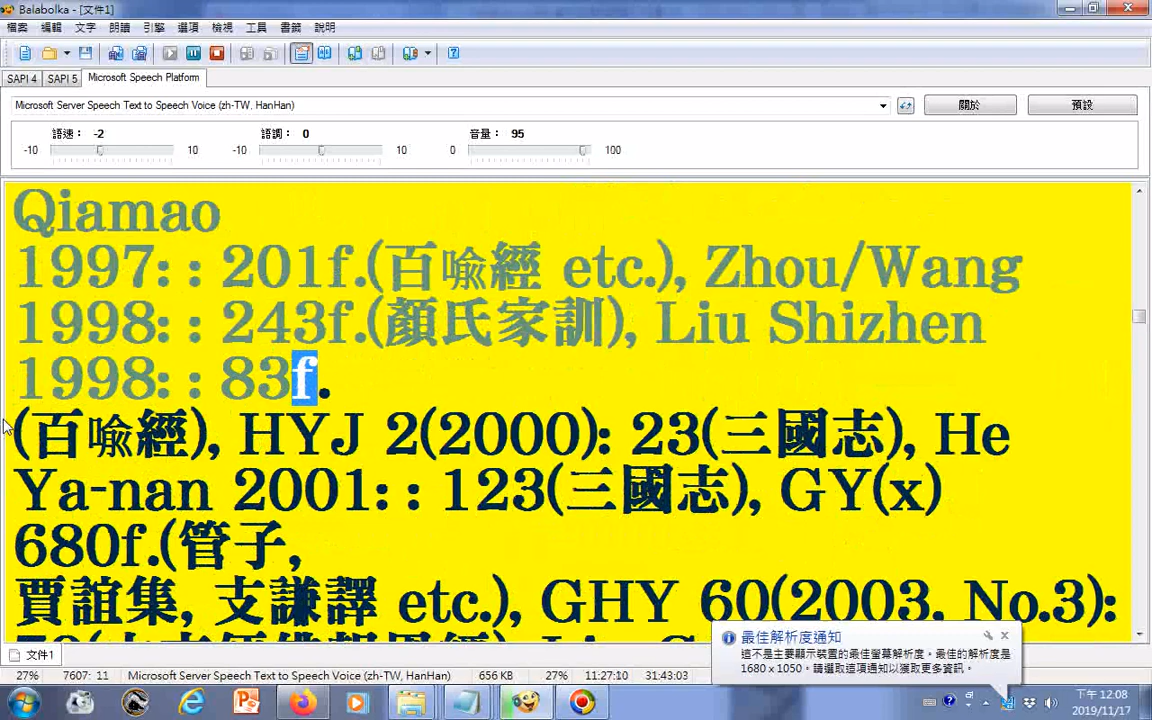 Balabolka - [文件1]
檔案 編輯 文字 朗讀 引擎 選項 檢視 工具 書籤 說明
SAPI 4 SAPI 5 Microsoft Speech Platform
Microsoft Server Speech Text to Speech Voice (zh-TW, HanHan) 關於 預設
語速： -2 語調： 0 音量： 95
-10 10 -10 10 0 100
Qiamao
1997: : 201f.(百喩經 etc.), Zhou/Wang
1998: : 243f.(顏氏家訓), Liu Shizhen
1998: : 83f.
(百喩經), HYJ 2(2000): 23(三國志), He
Ya-nan 2001: : 123(三國志), GY(x)
680f.(管子,
賈誼集, 支謙譯 etc.), GHY 60(2003, No.3):
最佳解析度通知
這不是主要顯示裝置的最佳螢幕解析度。最佳的解析度是
1680 x 1050。請選取這項通知以獲取更多資訊。
文件1
27% 7607: 11 Microsoft Server Speech Text to Speech Voice (zh-TW, HanHan) 656 KB 27% 11:27:10 31:43:03
下午 12:08
2019/11/17